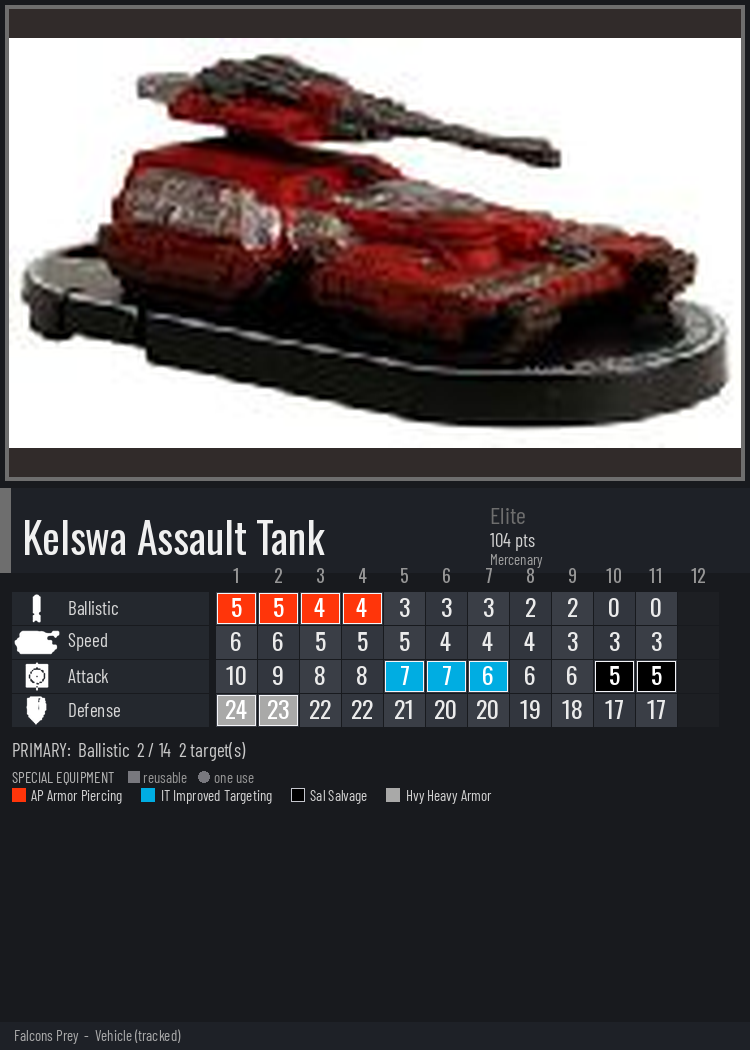 Kelswa Assault Tank
Elite
104 pts
Mercenary
1 2 3 4 5 6 7 8 9 10 11 12
Ballistic 5 5 4 4 3 3 3 2 2 0 0
Speed 6 6 5 5 5 4 4 4 3 3 3
Attack 10 9 8 8 7 7 6 6 6 5 5
Defense 24 23 22 22 21 20 20 19 18 17 17
PRIMARY: Ballistic 2 / 14 2 target(s)
SPECIAL EQUIPMENT reusable one use
AP Armor Piercing IT Improved Targeting Sal Salvage Hvy Heavy Armor
Falcons Prey - Vehicle (tracked)